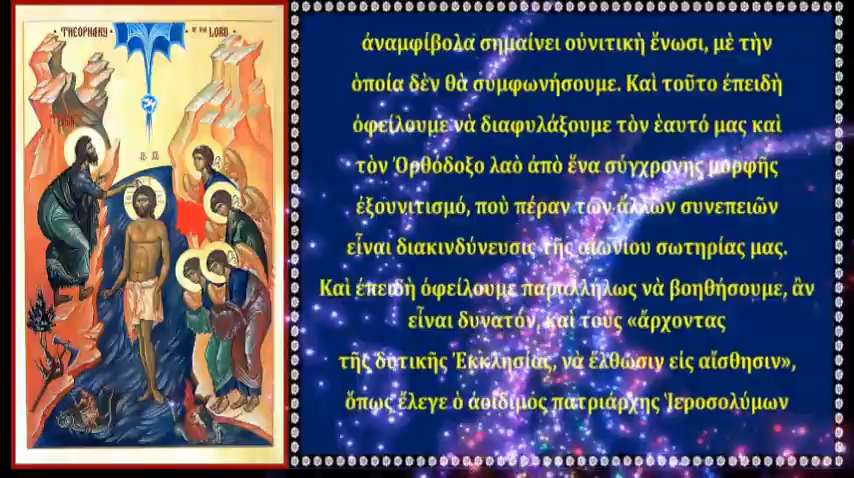 THEOPHANY OF THE LORD
ἀναμφίβολα σημαίνει οὐνιτικὴ ἕνωσι, μὲ τὴν
ὁποία δὲν θὰ συμφωνήσουμε. Καὶ τοῦτο ἐπειδὴ
ὀφείλουμε νὰ διαφυλάξουμε τὸν ἑαυτό μας καὶ
τὸν Ὀρθόδοξο λαὸ ἀπὸ ἕνα σύγχρονης μορφῆς
ἐξουνιτισμό, ποὺ πέραν τῶν ἄλλων συνεπειῶν
εἶναι διακινδύνευσις τῆς αἰωνίου σωτηρίας μας.
Καὶ ἐπειδὴ ὀφείλουμε παραλλήλως νὰ βοηθήσουμε, ἂν
εἶναι δυνατόν, καὶ τοὺς «ἄρχοντας
τῆς δυτικῆς Ἐκκλησίας, νὰ ἔλθωσιν εἰς αἴσθησιν»,
ὅπως ἔλεγε ὁ ἀοίδιμος πατριάρχης Ἱεροσολύμων